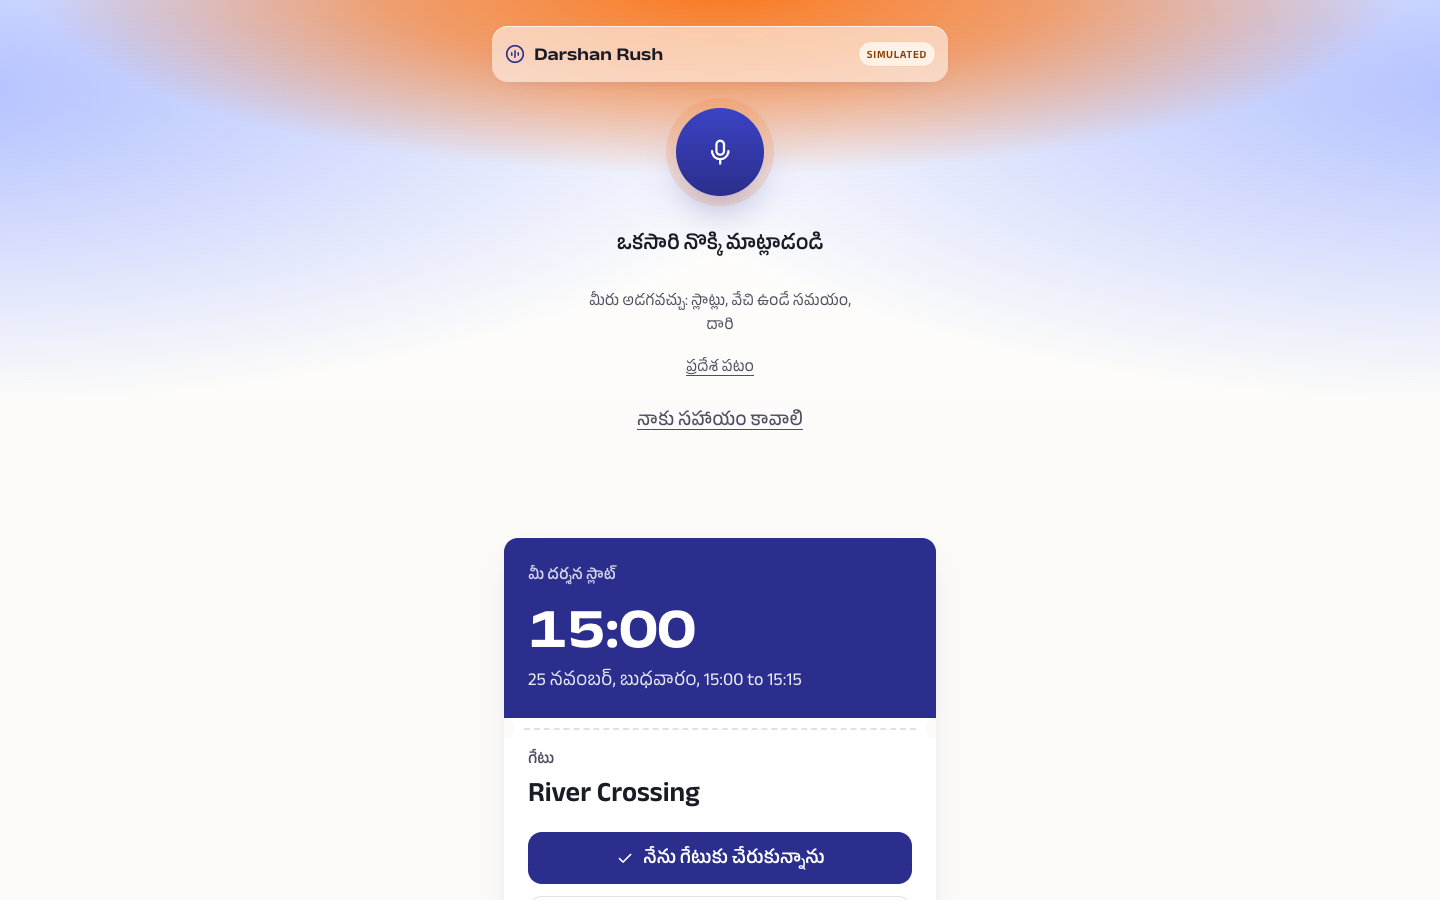 Darshan Rush
SIMULATED
ఒకసారి నొక్కి మాట్లాడండి
మీరు అడగవచ్చు: స్లాట్లు, వేచి ఉండే సమయం,
దారి
ప్రదేశ పటం
నాకు సహాయం కావాలి
మీ దర్శన స్లాట్
15:00
25 నవంబర్, బుధవారం, 15:00 to 15:15
గేటు
River Crossing
నేను గేటుకు చేరుకున్నాను